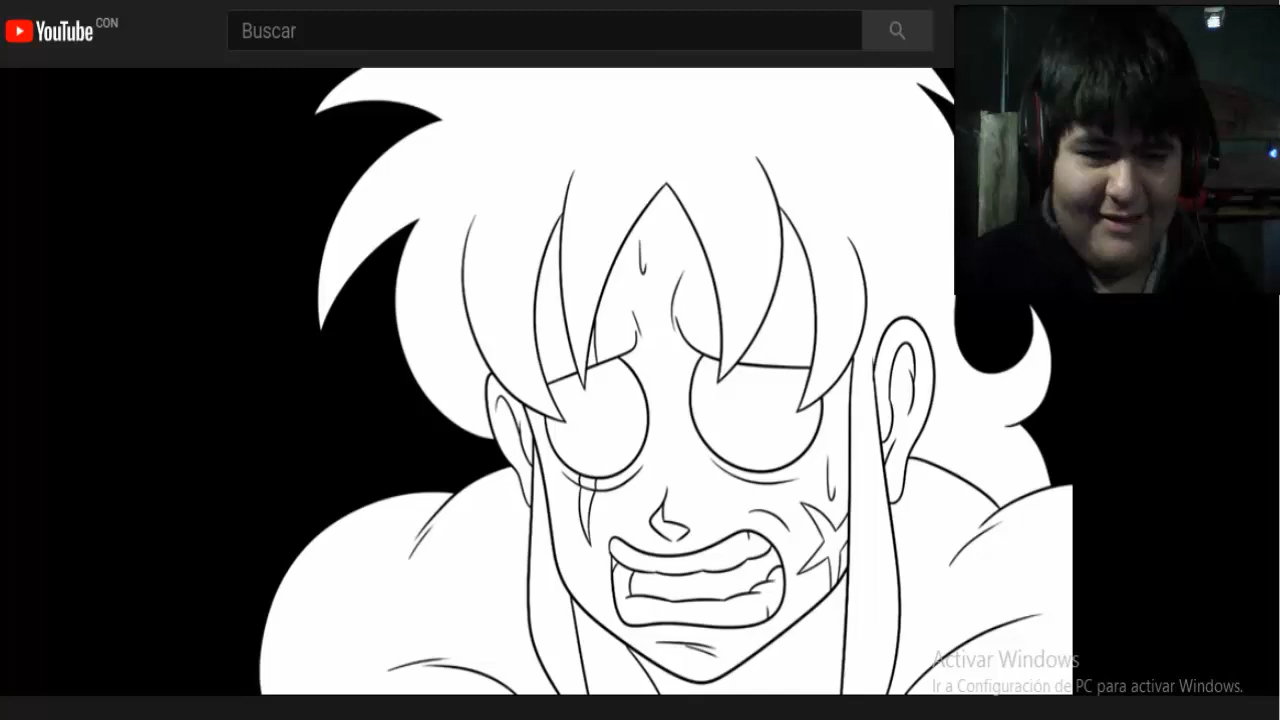 YouTube CON
Buscar
Activar Windows
Ir a Configuración de PC para activar Windows.